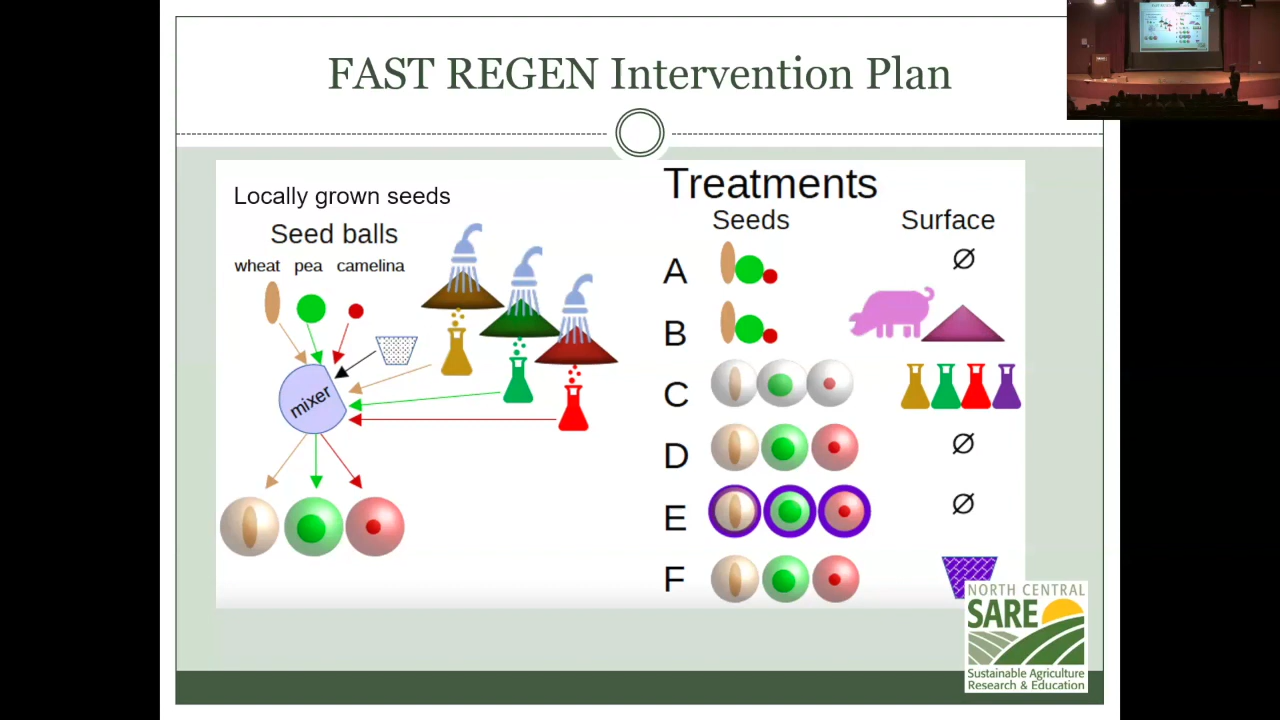 FAST REGEN Intervention Plan
Locally grown seeds
Seed balls
wheat pea camelina
mixer
Treatments
Seeds Surface
A Ø
B
C
D Ø
E Ø
F
NORTH CENTRAL
SARE
Sustainable Agriculture
Research & Education